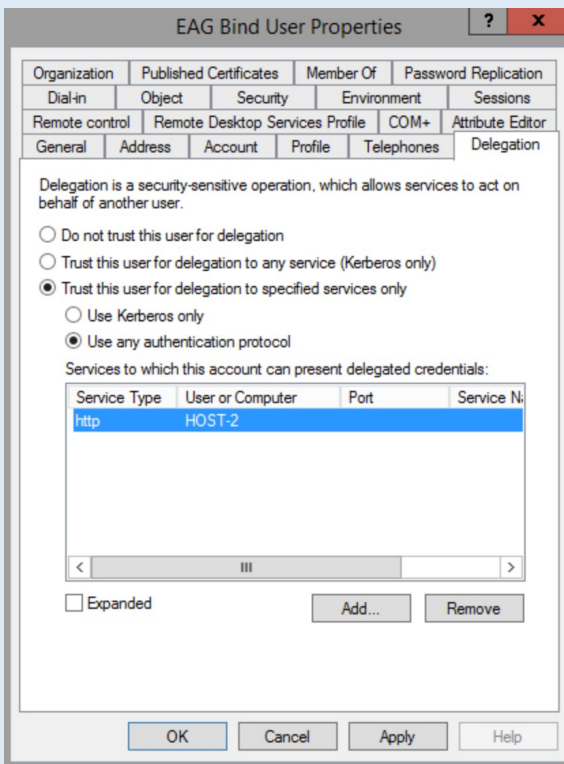 EAG Bind User Properties
? x
Organization Published Certificates Member Of Password Replication
Dial-in Object Security Environment Sessions
Remote control Remote Desktop Services Profile COM+ Attribute Editor
General Address Account Profile Telephones Delegation
Delegation is a security-sensitive operation, which allows services to act on
behalf of another user.
Do not trust this user for delegation
Trust this user for delegation to any service (Kerberos only)
Trust this user for delegation to specified services only
Use Kerberos only
Use any authentication protocol
Services to which this account can present delegated credentials:
Service Type User or Computer Port Service
http HOST-2
Expanded
Add... Remove
OK Cancel Apply Help